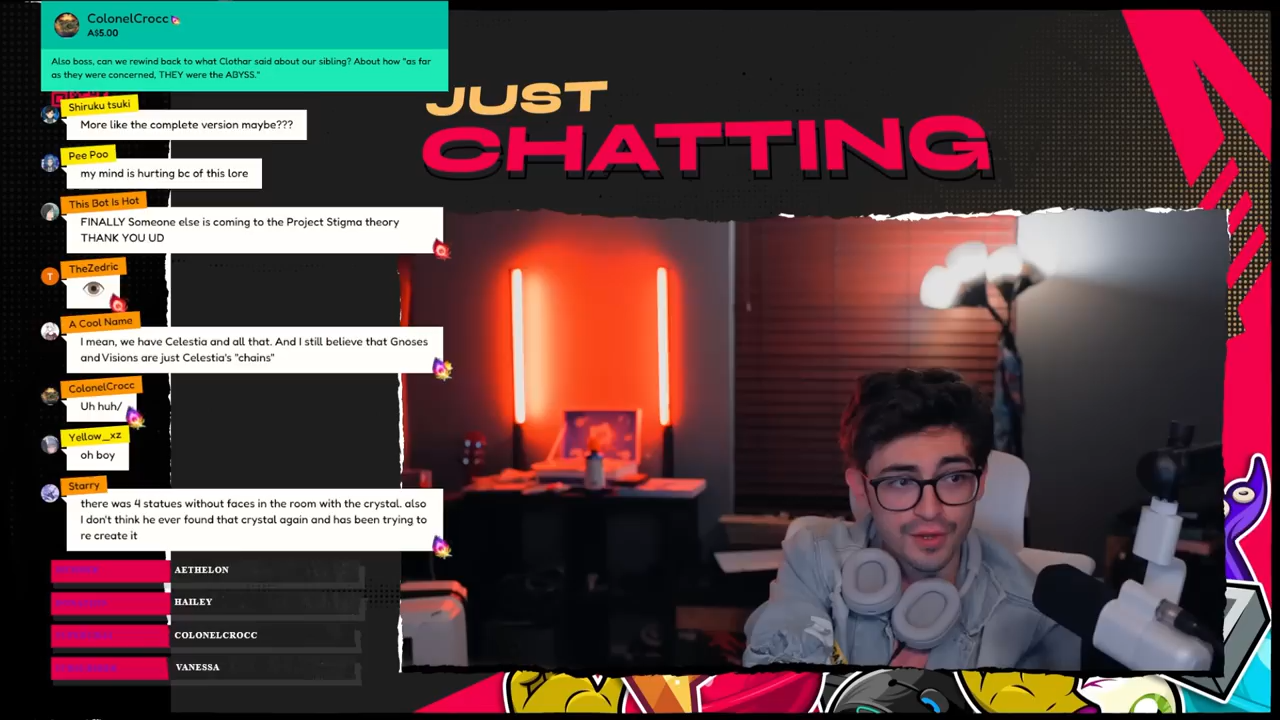 ColonelCrocc
A$5.00
Also boss, can we rewind back to what Clothar said about our sibling? About how "as far
as they were concerned, THEY were the ABYSS."
JUST
CHATTING
Shiruku tsuki
More like the complete version maybe???
Pee Poo
my mind is hurting bc of this lore
This Bot Is Hot
FINALLY Someone else is coming to the Project Stigma theory
THANK YOU UD
TheZedric
T
A Cool Name
I mean, we have Celestia and all that. And I still believe that Gnoses
and Visions are just Celestia's "chains"
ColonelCrocc
Uh huh/
Yellow_xz
oh boy
Starry
there was 4 statues without faces in the room with the crystal. also
I don't think he ever found that crystal again and has been trying to
re create it
AETHELON
HAILEY
COLONELCROCC
VANESSA